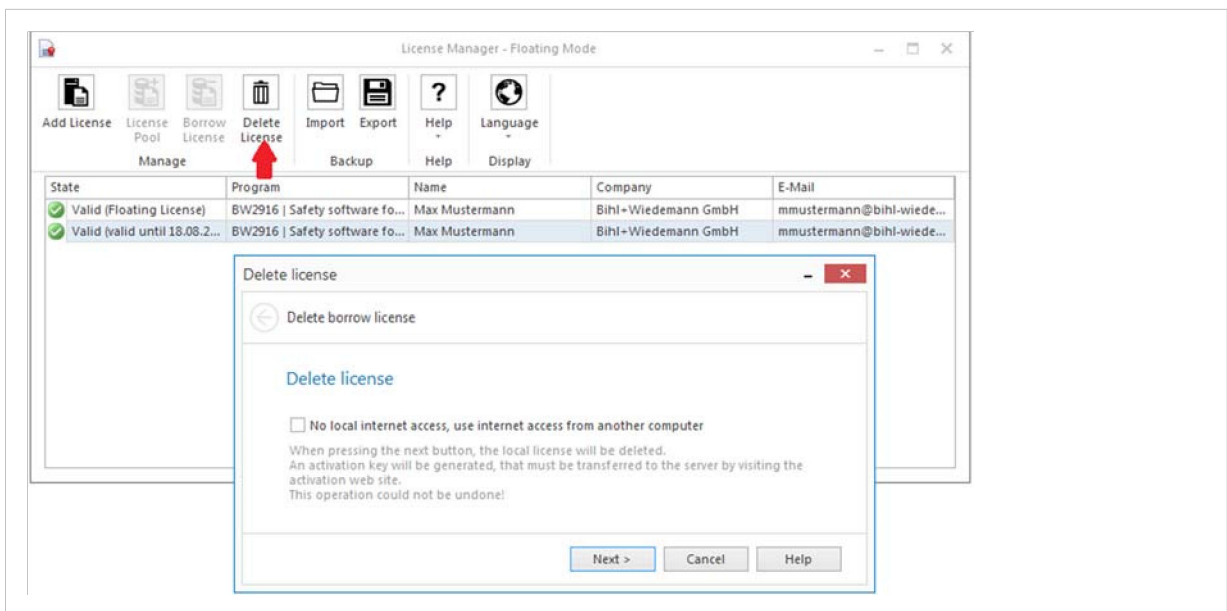 License Manager - Floating Mode
Add License License Pool Borrow License Delete License Import Export Help Language
Manage Backup Help Display
State Program Name Company E-Mail
Valid (Floating License) BW2916 | Safety software fo... Max Mustermann Bihl+Wiedemann GmbH mmustermann@bihl-wiede...
Valid (valid until 18.08.2... BW2916 | Safety software fo... Max Mustermann Bihl+Wiedemann GmbH mmustermann@bihl-wiede...
Delete license
Delete borrow license
Delete license
No local internet access, use internet access from another computer
When pressing the next button, the local license will be deleted.
An activation key will be generated, that must be transferred to the server by visiting the
activation web site.
This operation could not be undone!
Next > Cancel Help